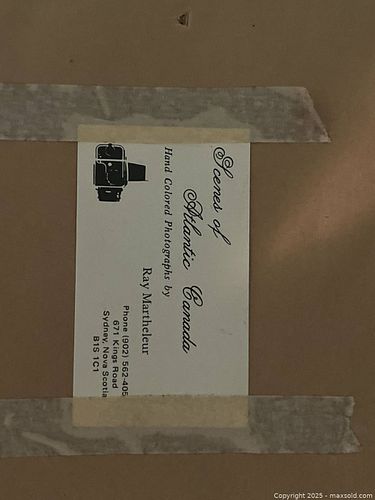 Scenes of
Atlantic Canada
Hand Colored Photographs by
Ray Martheleur
Phone (902) 562-405
671 Kings Road
Sydney, Nova Scotia
B1S 1C1
Copyright 2025 - maxsold.com